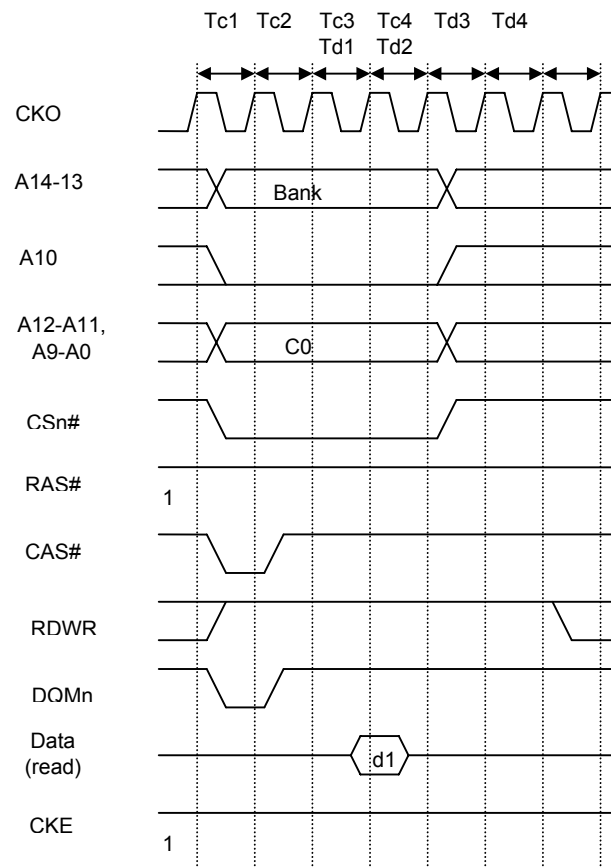 Tc1 Tc2 Tc3 Tc4 Td3 Td4
Td1 Td2
CKO
A14-13
Bank
A10
A12-A11,
A9-A0
C0
CSn#
RAS#
1
CAS#
RDWR
DQMn
Data
(read)
d1
CKE
1